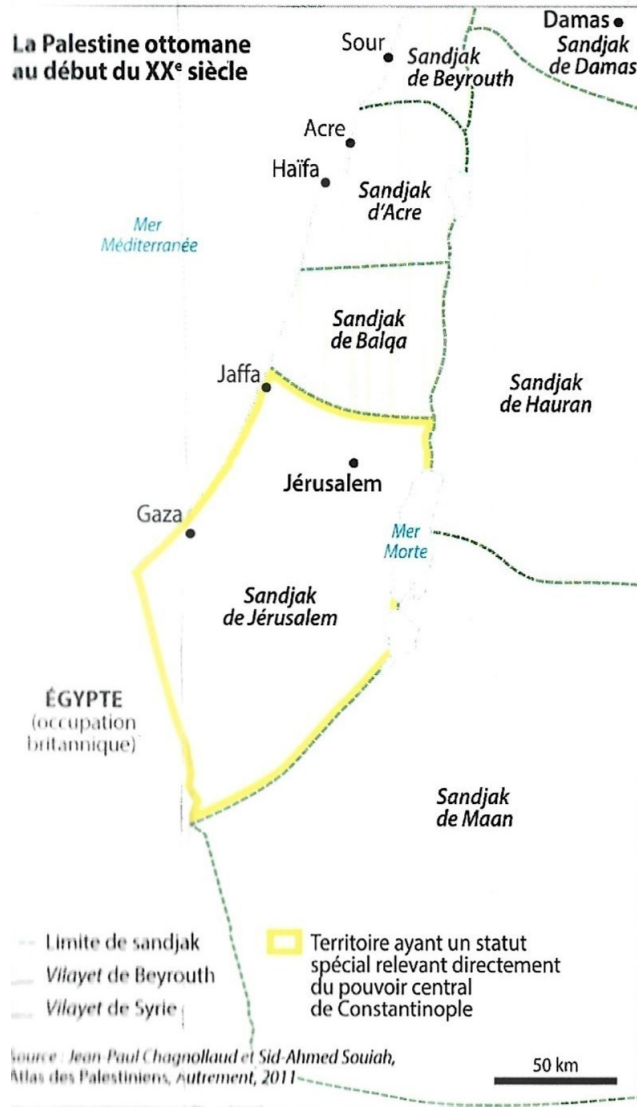 La Palestine ottomane
au début du XXe siècle
Damas
Sandjak
de Damas
Sour
Sandjak
de Beyrouth
Acre
Haïfa
Sandjak
d'Acre
Mer
Méditerranée
Sandjak
de Balqa
Jaffa
Sandjak
de Hauran
Jérusalem
Gaza
Mer
Morte
Sandjak
de Jérusalem
ÉGYPTE
(occupation
britannique)
Sandjak
de Maan
Limite de sandjak
Vilayet de Beyrouth
Vilayet de Syrie
Territoire ayant un statut
spécial relevant directement
du pouvoir central
de Constantinople
Source : Jean-Paul Chagnollaud et Sid-Ahmed Souiah,
Atlas des Palestiniens, Autrement, 2011
50 km